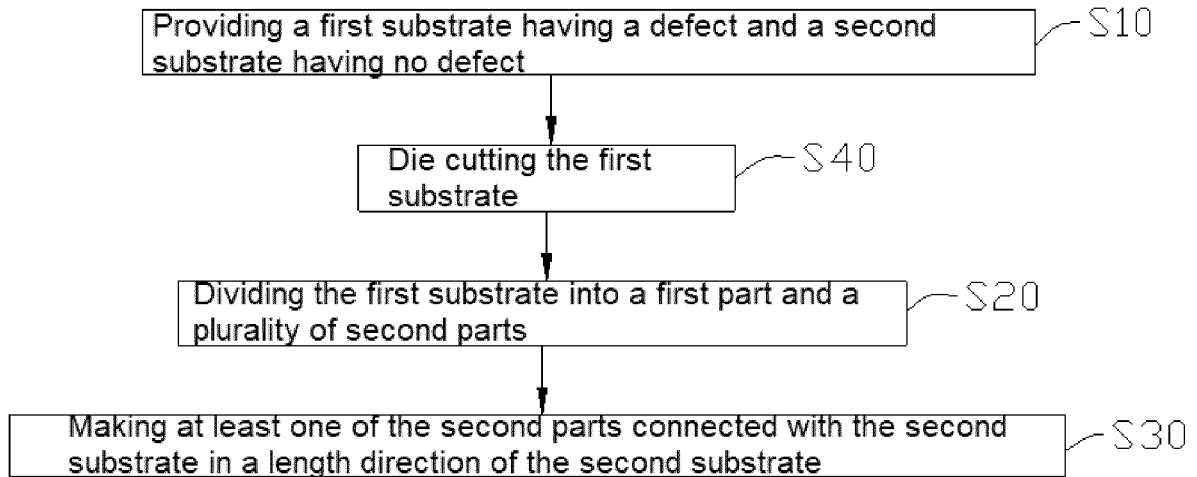 Providing a first substrate having a defect and a second
substrate having no defect
S10
Die cutting the first
substrate
S40
Dividing the first substrate into a first part and a
plurality of second parts
S20
Making at least one of the second parts connected with the second
substrate in a length direction of the second substrate
S30